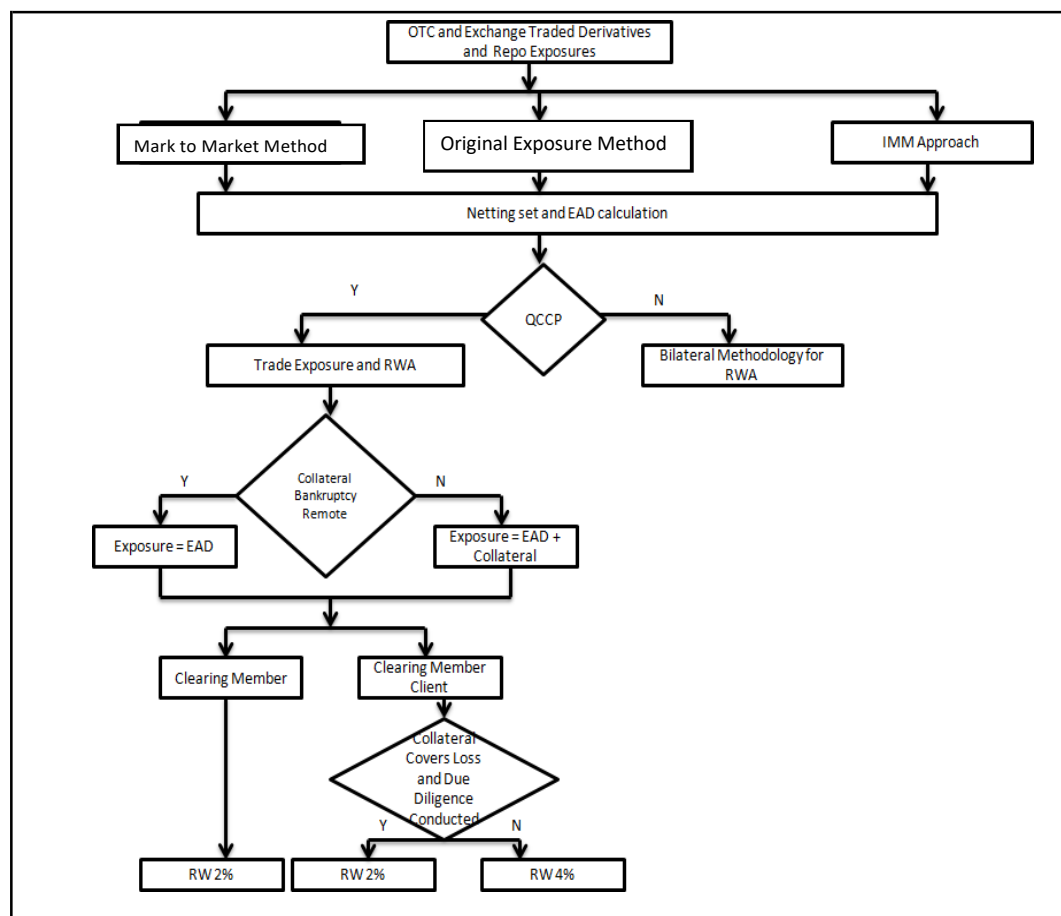 OTC and Exchange Traded Derivatives
and Repo Exposures
Mark to Market Method
Original Exposure Method
IMM Approach
Netting set and EAD calculation
Y
N
QCCP
Trade Exposure and RWA
Bilateral Methodology for
RWA
Y
N
Collateral
Bankruptcy
Remote
Exposure = EAD
Exposure = EAD +
Collateral
Clearing Member
Clearing Member
Client
Collateral
Covers Loss
and Due
Diligence
Conducted
Y
N
RW 2%
RW 2%
RW 4%